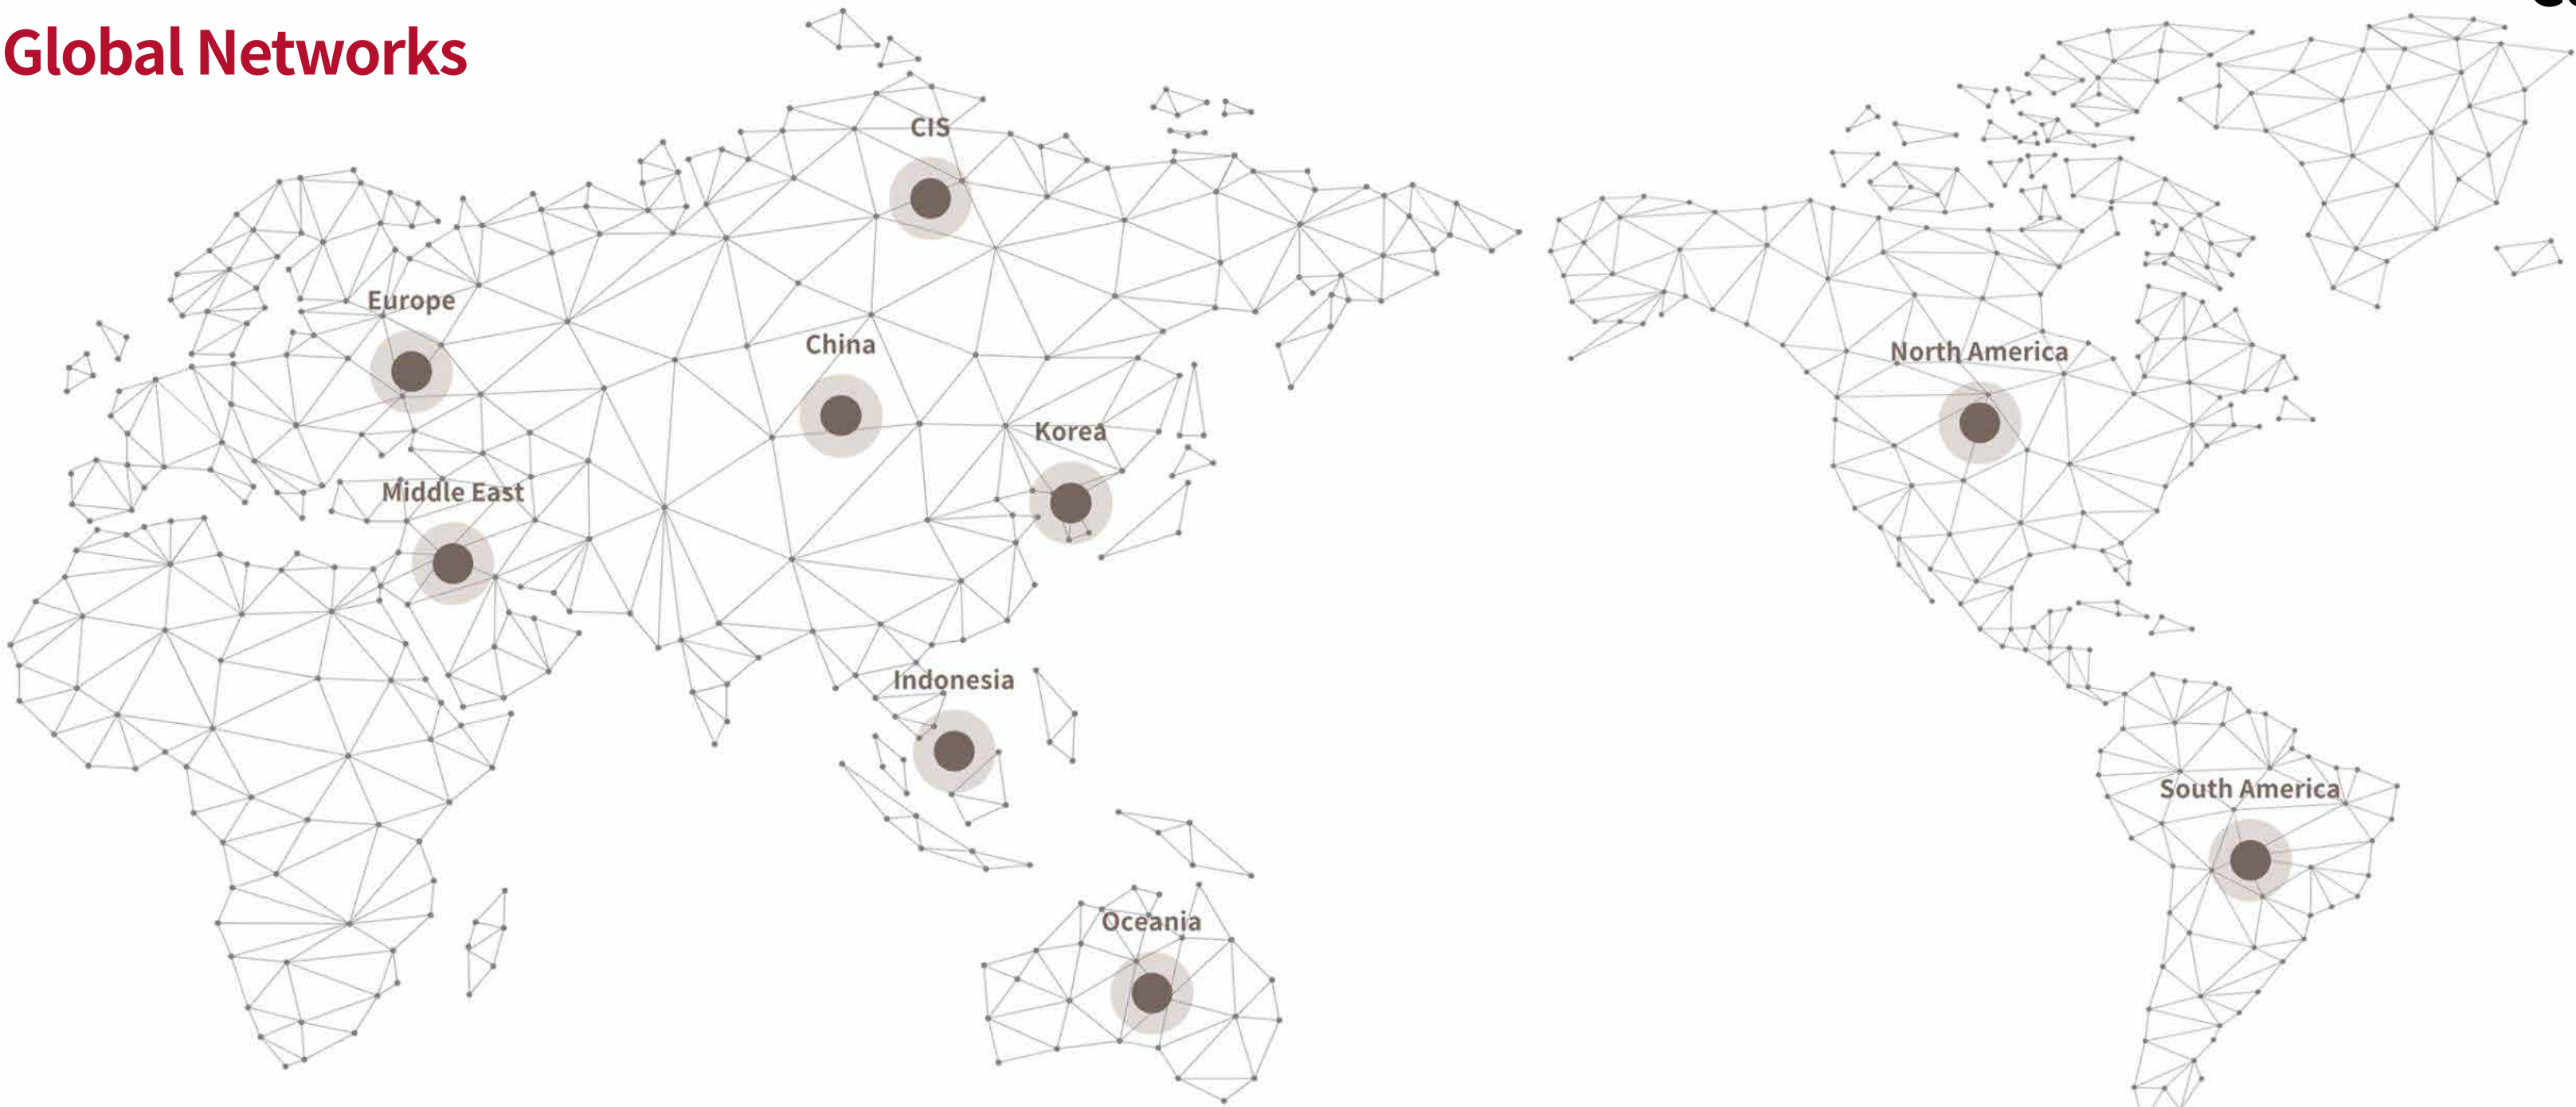 Global Networks
CIS
Europe
China
North America
Korea
Middle East
Indonesia
South America
Oceania